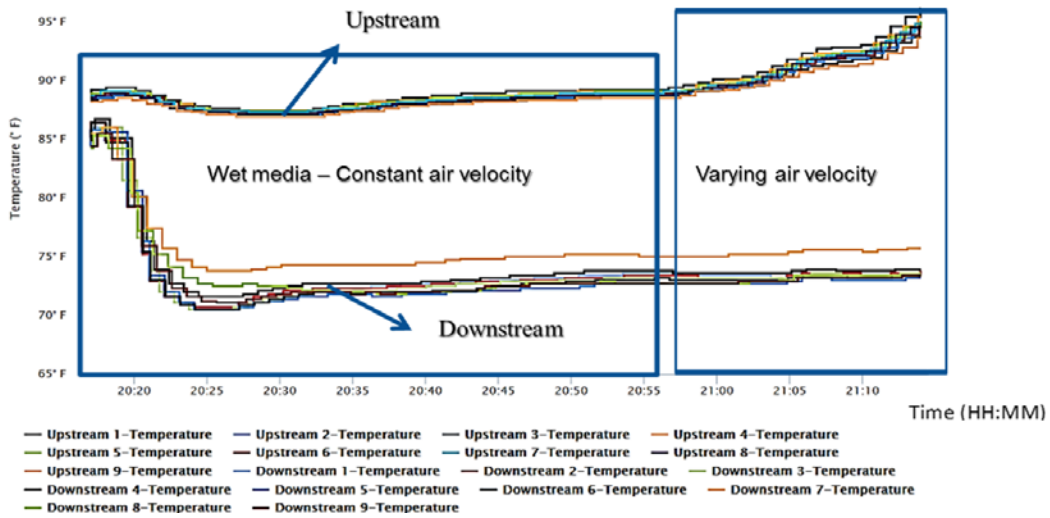 Upstream
95° F
90° F
85° F
Wet media – Constant air velocity
Varying air velocity
80° F
Temperature (° F)
75° F
70° F
Downstream
65° F
20:20 20:25 20:30 20:35 20:40 20:45 20:50 20:55 21:00 21:05 21:10
Time (HH:MM)
Upstream 1–Temperature Upstream 2–Temperature Upstream 3–Temperature Upstream 4–Temperature
Upstream 5–Temperature Upstream 6–Temperature Upstream 7–Temperature Upstream 8–Temperature
Upstream 9–Temperature Downstream 1–Temperature Downstream 2–Temperature Downstream 3–Temperature
Downstream 4–Temperature Downstream 5–Temperature Downstream 6–Temperature Downstream 7–Temperature
Downstream 8–Temperature Downstream 9–Temperature